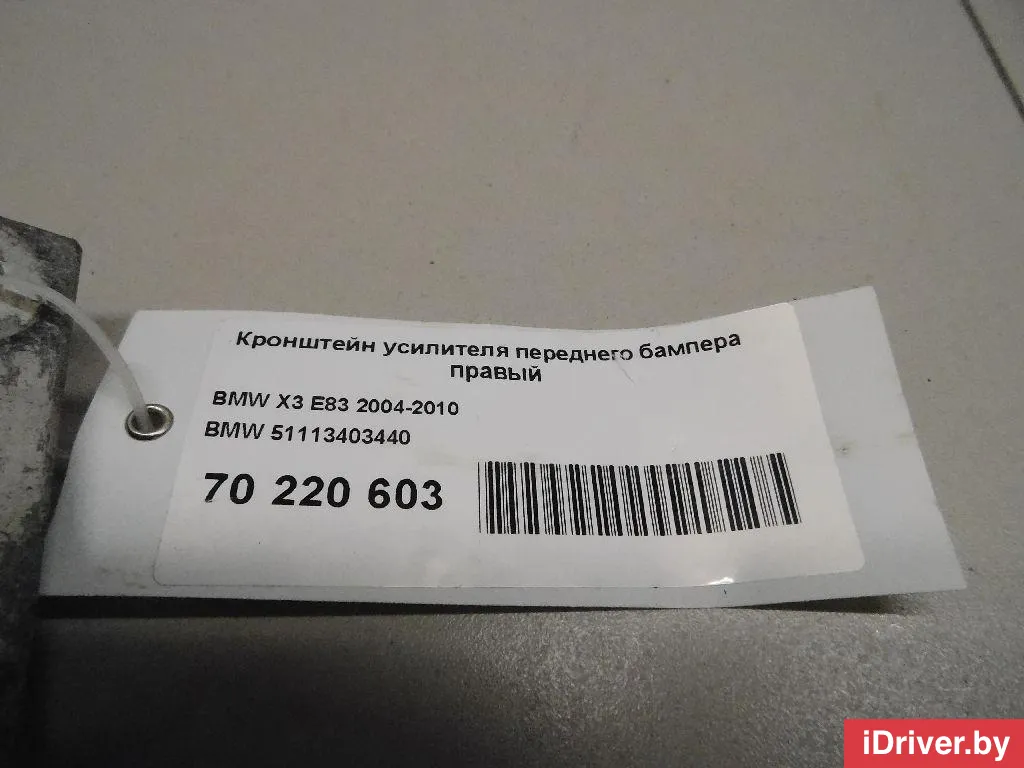 Кронштейн усилителя переднего бампера
правый
BMW X3 E83 2004-2010
BMW 51113403440
70 220 603
iDriver.by